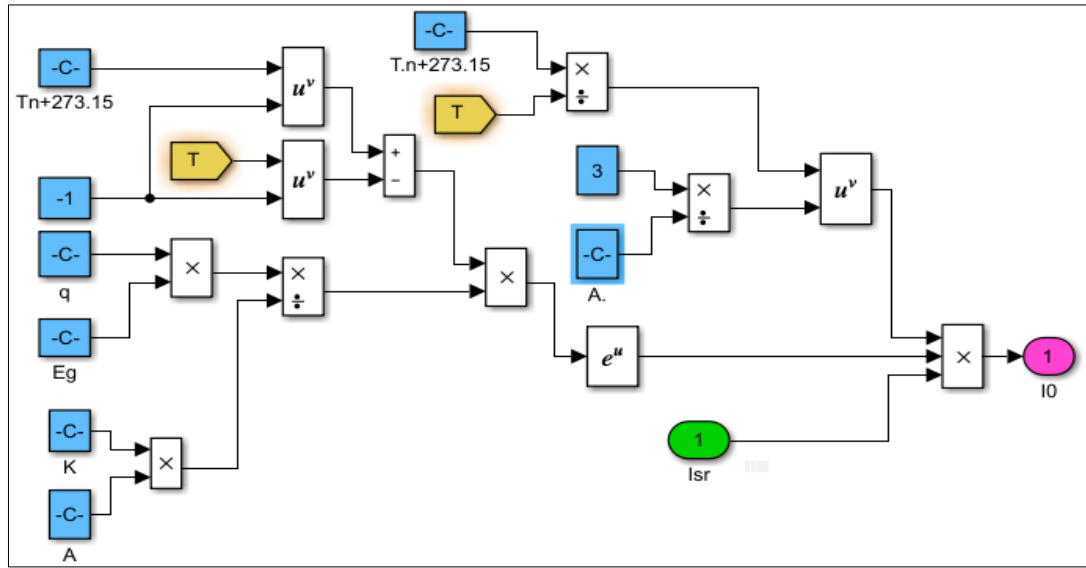 -C-
T.n+273.15
-C-
Tn+273.15
u^v
×
÷
T
T
u^v
+
−
-1
3
×
÷
u^v
-C-
q
×
-C-
A.
×
÷
×
-C-
Eg
e^u
×
1
I0
-C-
K
×
1
Isr
-C-
A